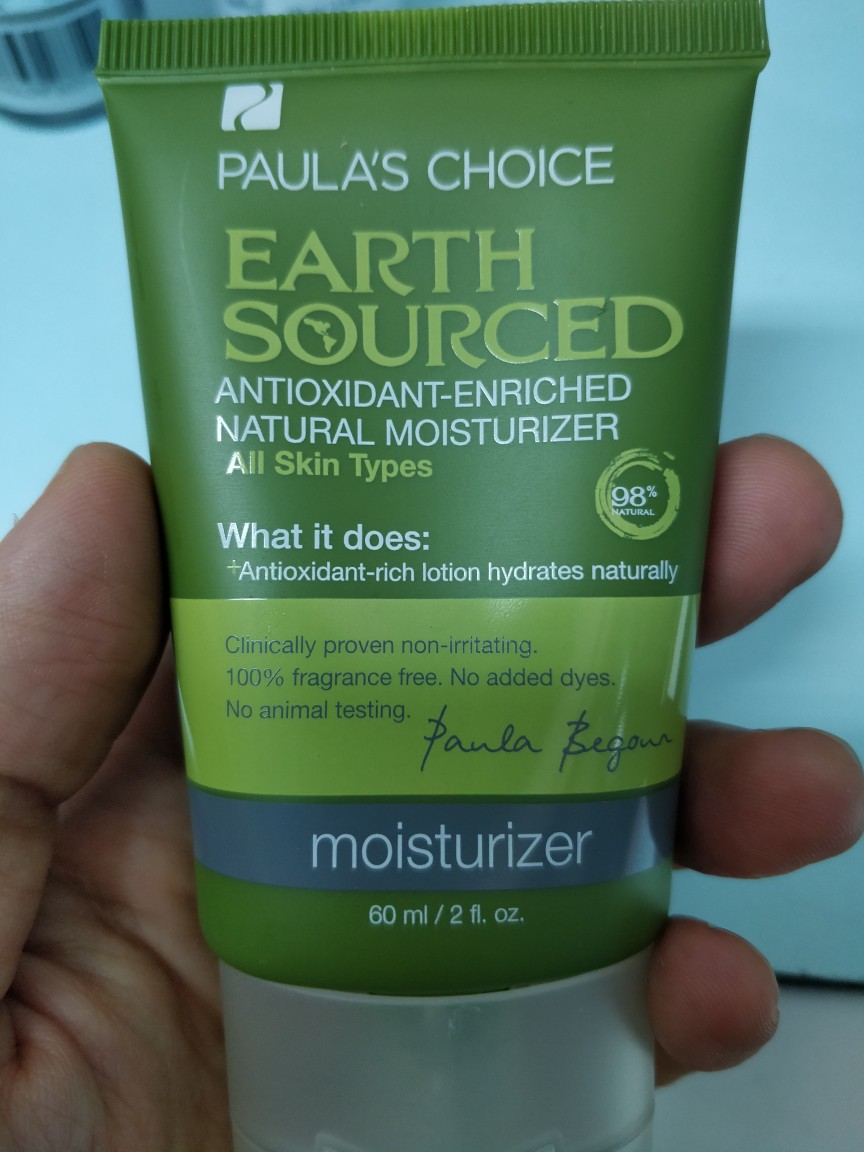 PAULA'S CHOICE
EARTH
SOURCED
ANTIOXIDANT-ENRICHED
NATURAL MOISTURIZER
All Skin Types
98%
NATURAL
What it does:
+Antioxidant-rich lotion hydrates naturally
Clinically proven non-irritating.
100% fragrance free. No added dyes.
No animal testing.
Paula Begoun
moisturizer
60 ml / 2 fl. oz.